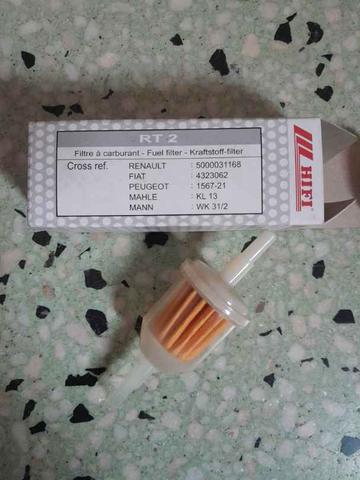 RT 2
Filtre à carburant - Fuel filter - Kraftstoff-filter
Cross ref. RENAULT : 5000031168
FIAT : 4323062
PEUGEOT : 1567-21
MAHLE : KL 13
MANN : WK 31/2
HIFI